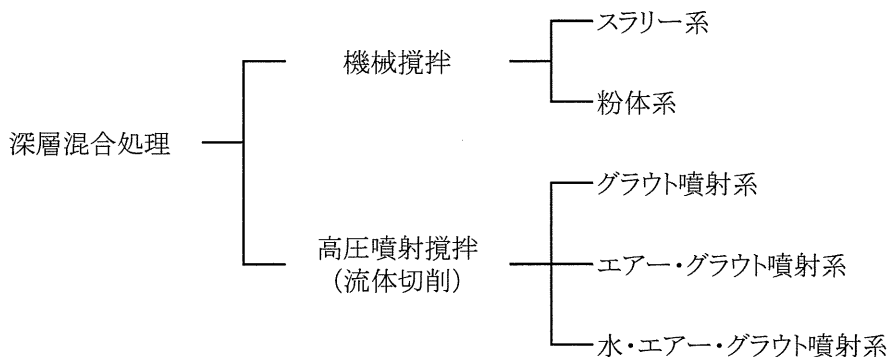 深層混合処理
機械撹拌
スラリー系
粉体系
高圧噴射撹拌
（流体切削）
グラウト噴射系
エアー・グラウト噴射系
水・エアー・グラウト噴射系